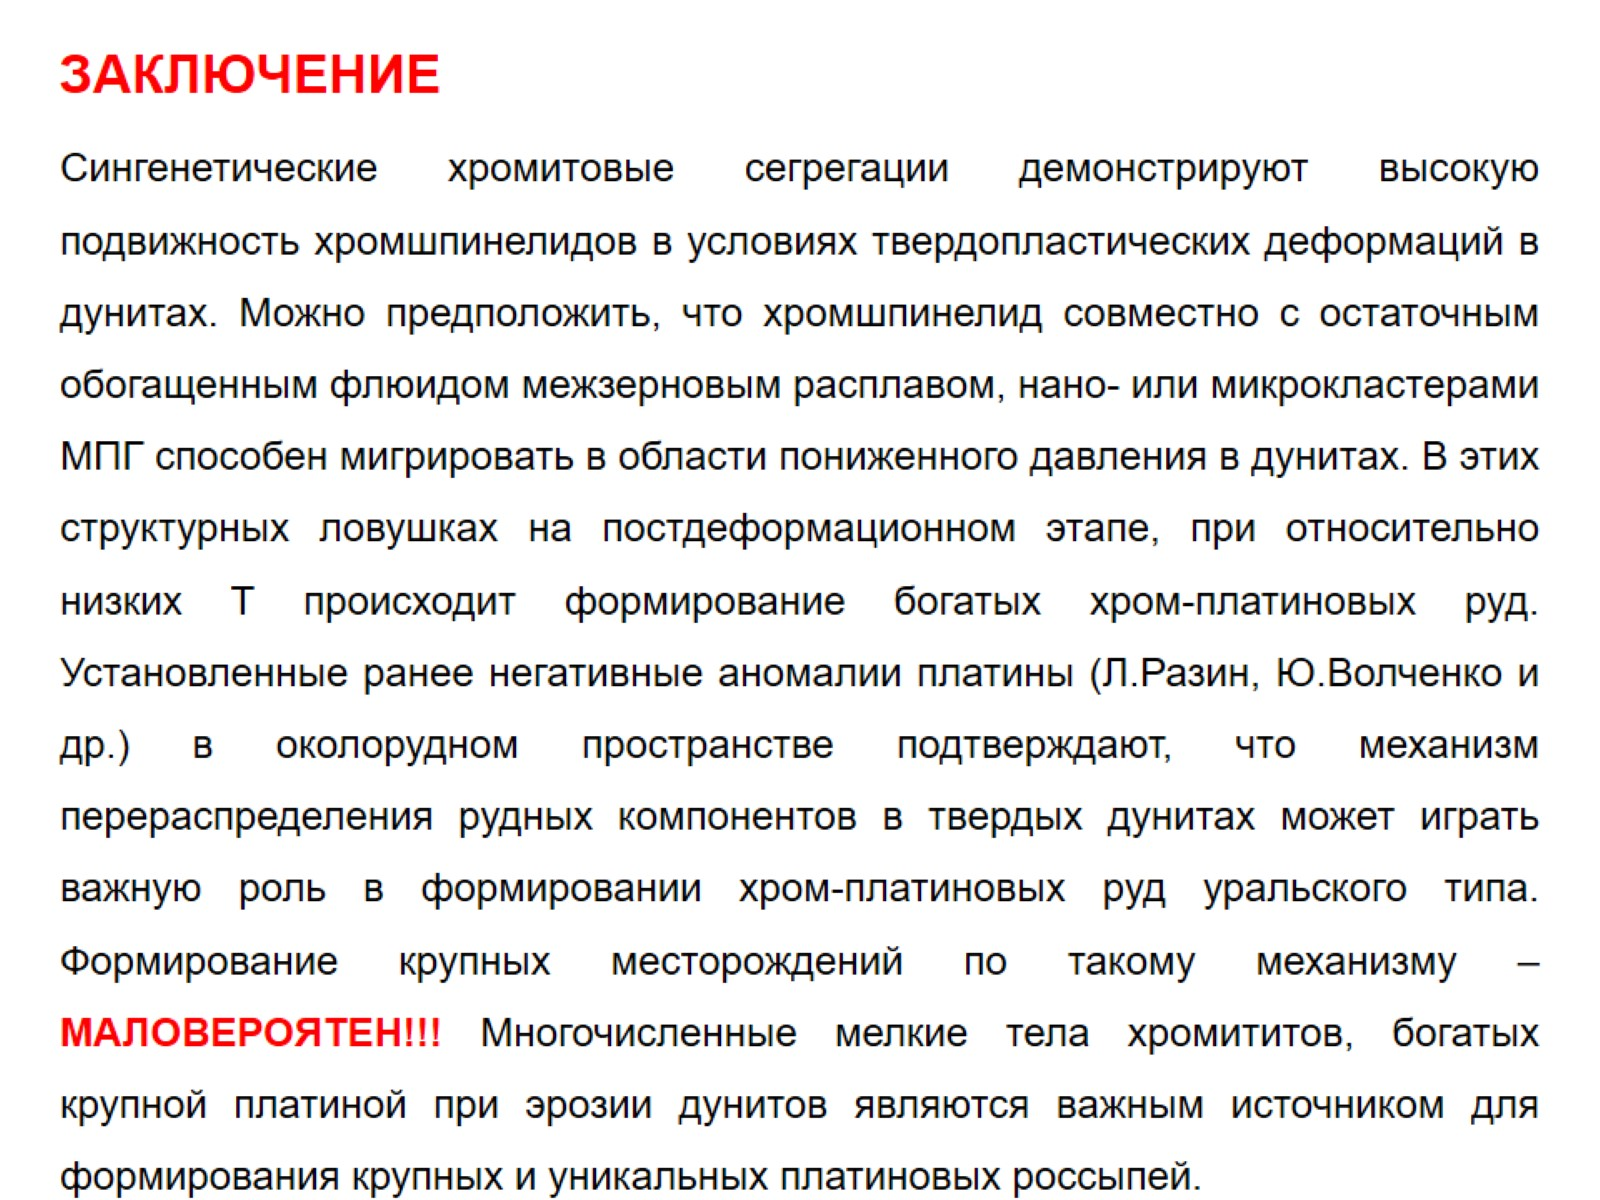 ЗАКЛЮЧЕНИЕ
Сингенетические хромитовые сегрегации демонстрируют высокую
подвижность хромшпинелидов в условиях твердопластических деформаций в
дунитах. Можно предположить, что хромшпинелид совместно с остаточным
обогащенным флюидом межзерновым расплавом, нано- или микрокластерами
МПГ способен мигрировать в области пониженного давления в дунитах. В этих
структурных ловушках на постдеформационном этапе, при относительно
низких Т происходит формирование богатых хром-платиновых руд.
Установленные ранее негативные аномалии платины (Л.Разин, Ю.Волченко и
др.) в околорудном пространстве подтверждают, что механизм
перераспределения рудных компонентов в твердых дунитах может играть
важную роль в формировании хром-платиновых руд уральского типа.
Формирование крупных месторождений по такому механизму –
МАЛОВЕРОЯТЕН!!! Многочисленные мелкие тела хромититов, богатых
крупной платиной при эрозии дунитов являются важным источником для
формирования крупных и уникальных платиновых россыпей.